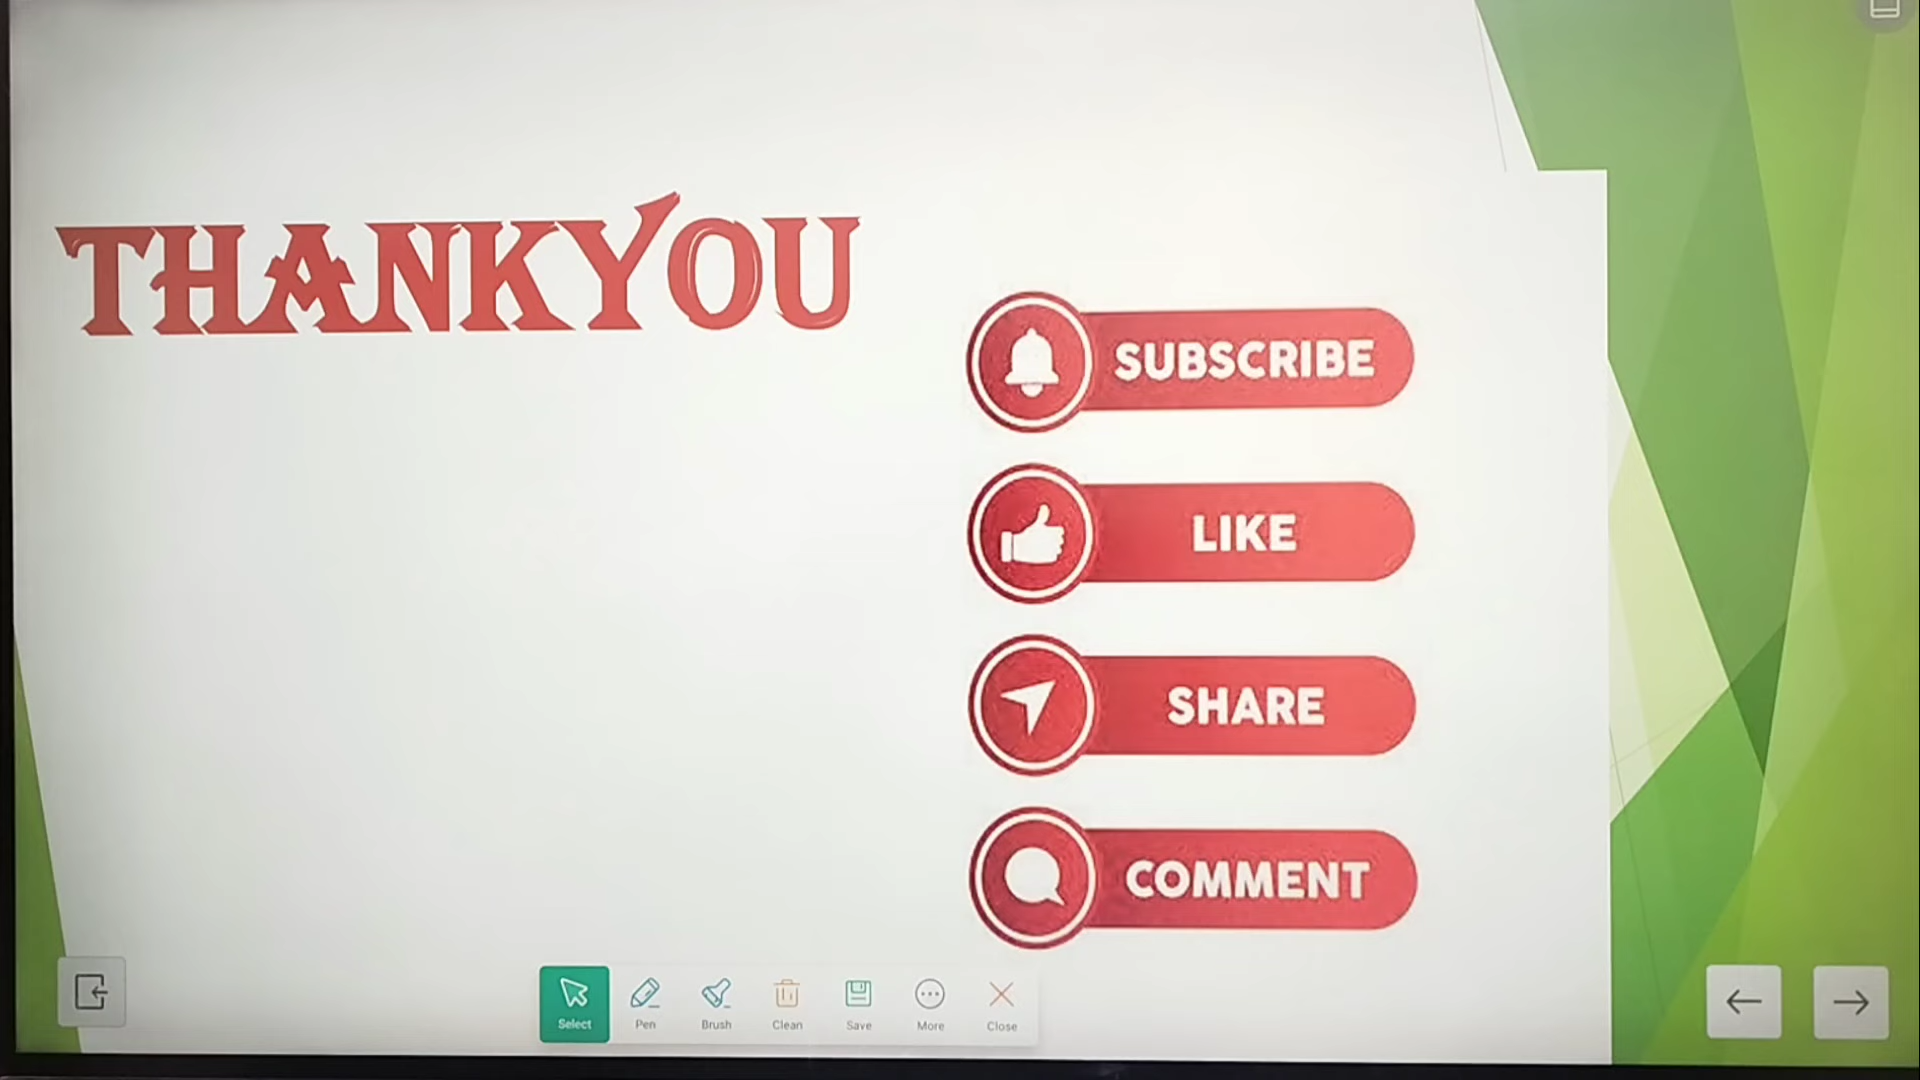 THANKYOU
SUBSCRIBE
LIKE
SHARE
COMMENT
Select
Pen
Brush
Clean
Save
More
Close